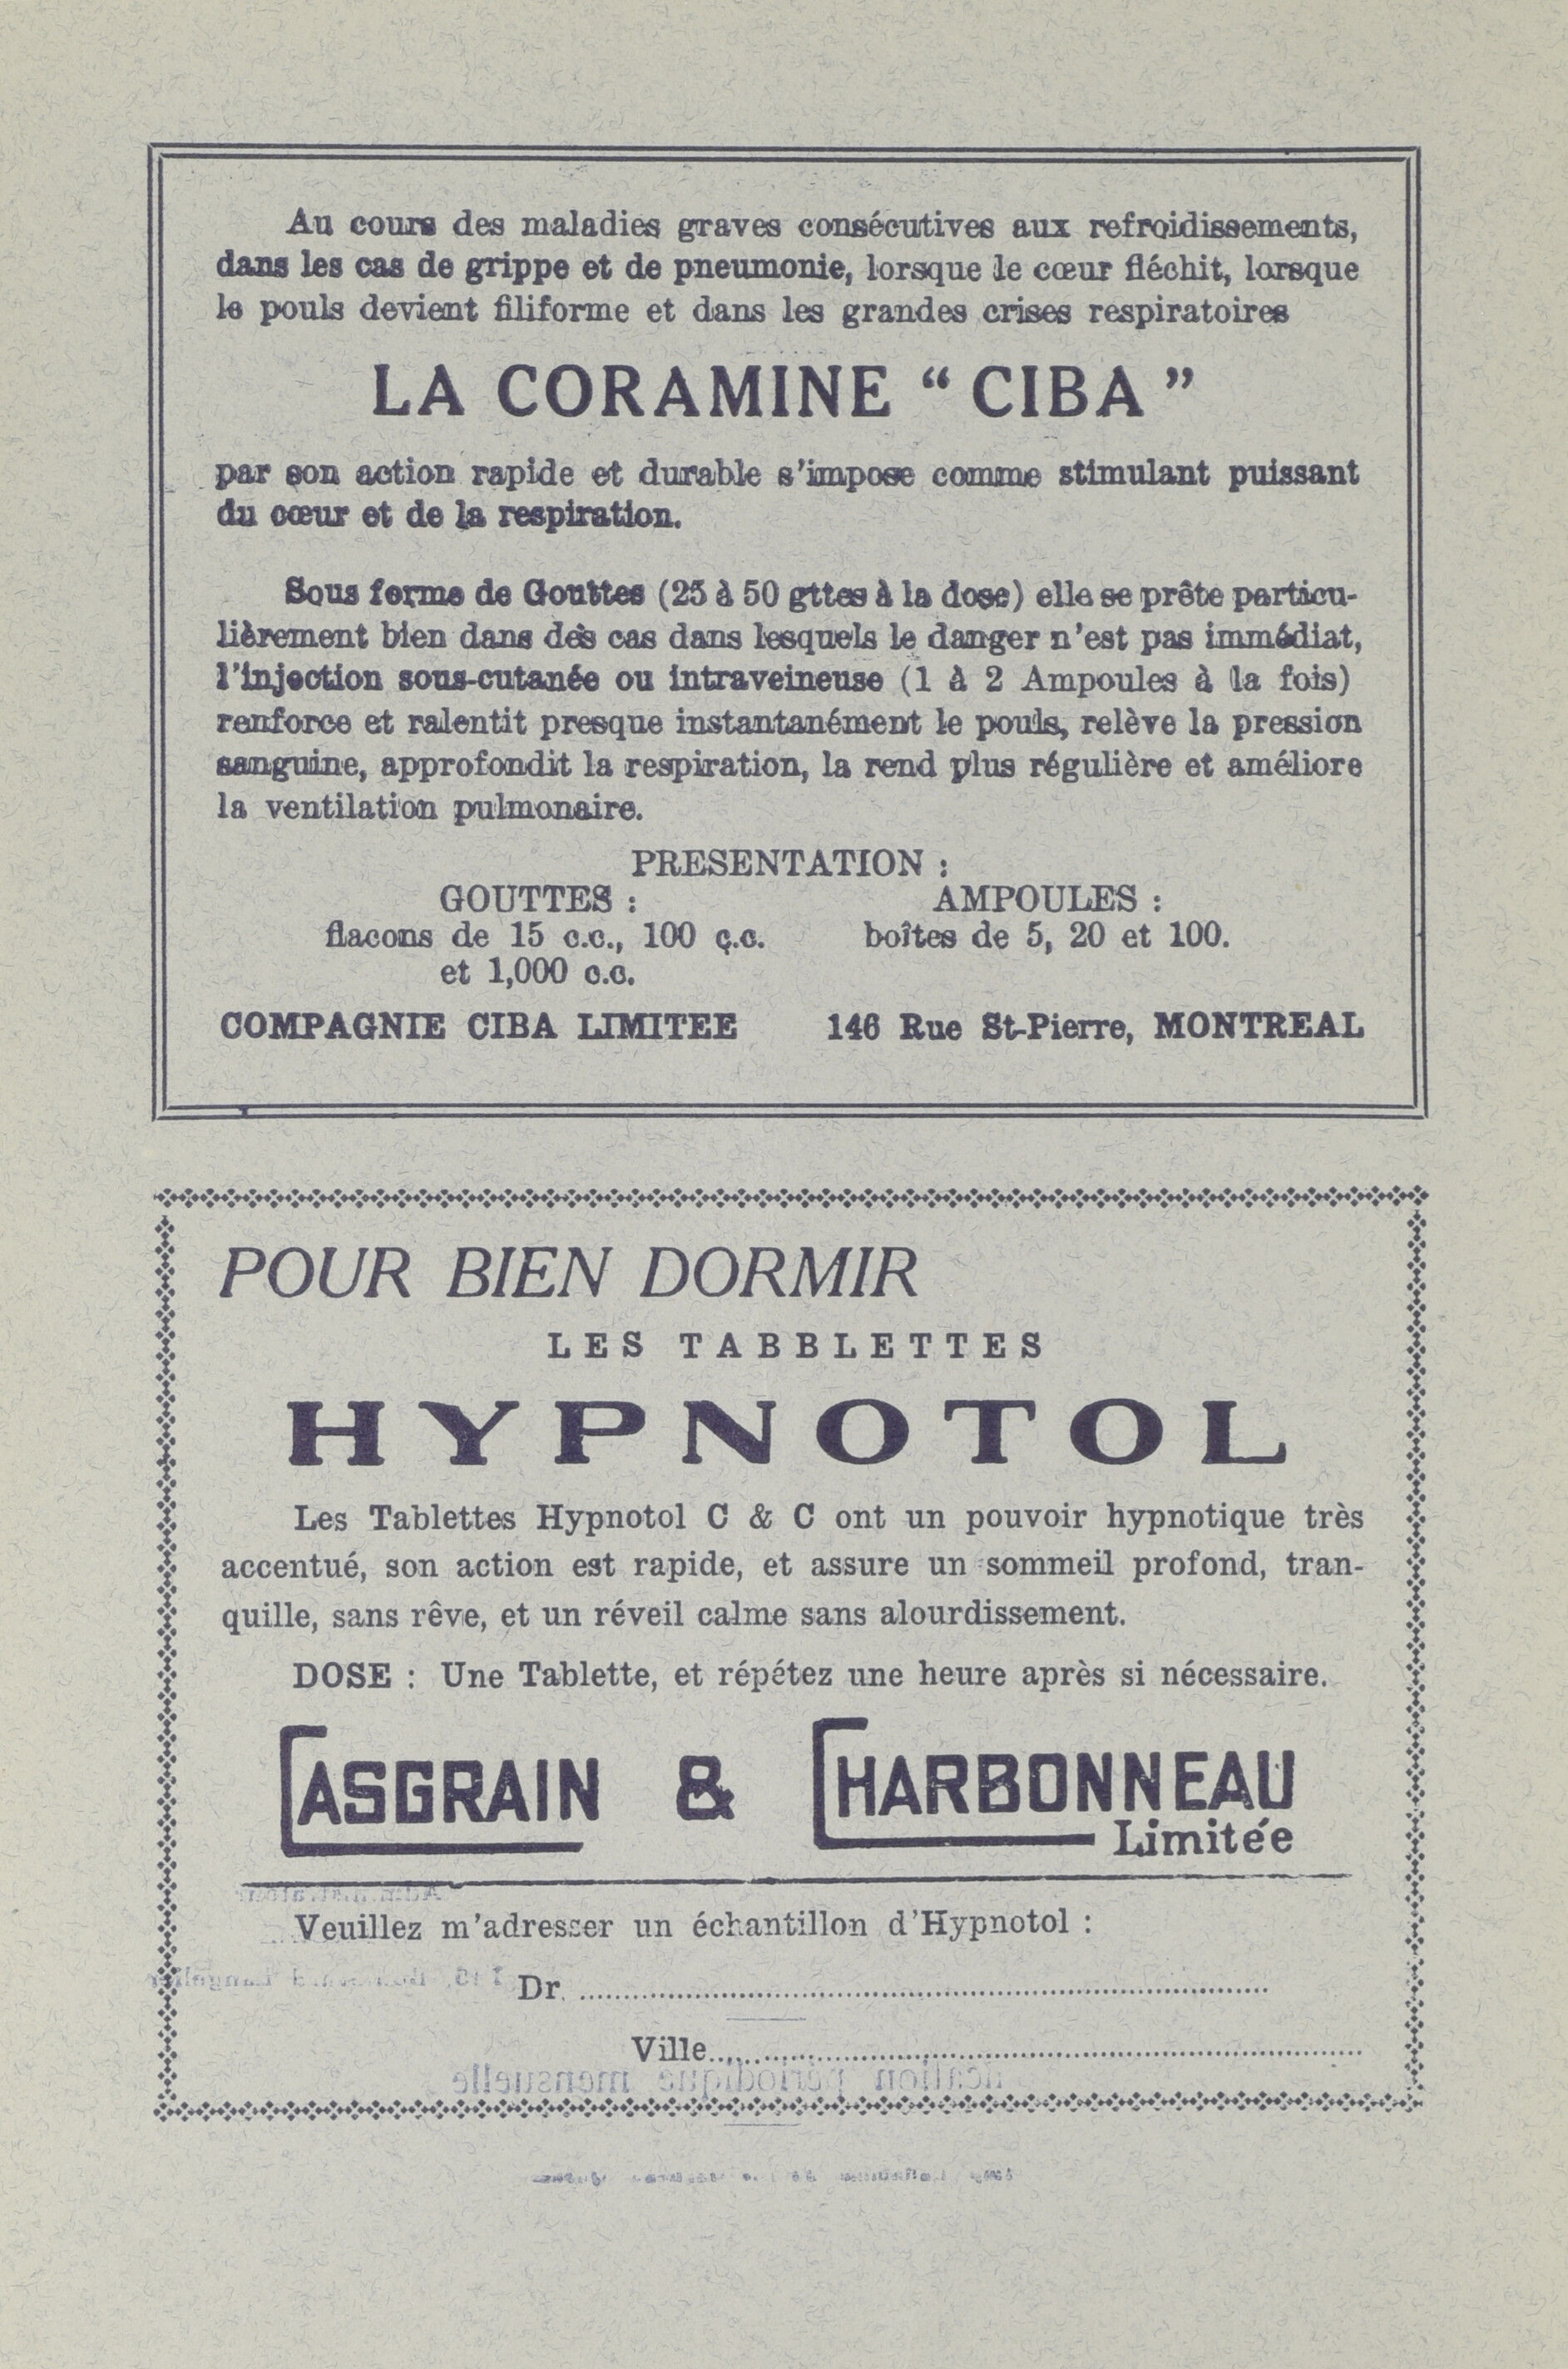 Au cours des maladies graves consécutives aux refroidissements,
dans les cas de grippe et de pneumonie, lorsque le cœur fléchit, lorsque
le pouls devient filiforme et dans les grandes crises respiratoires
LA CORAMINE “ CIBA ”
par son action rapide et durable s'impose comme stimulant puissant
du cœur et de la respiration.
Sous forme de Gouttes (25 à 50 gttes à la dose) elle se prête particu-
lièrement bien dans des cas dans lesquels le danger n'est pas immédiat,
l'injection sous-cutanée ou intraveineuse (1 à 2 Ampoules à la fois)
renforce et ralentit presque instantanément le pouls, relève la pression
sanguine, approfondit la respiration, la rend plus régulière et améliore
la ventilation pulmonaire.
PRESENTATION :
GOUTTES :
flacons de 15 c.c., 100 c.c.
et 1,000 c.c.
AMPOULES :
boîtes de 5, 20 et 100.
COMPAGNIE CIBA LIMITEE 146 Rue St-Pierre, MONTREAL
POUR BIEN DORMIR
LES TABBLETTES
HYPNOTOL
Les Tablettes Hypnotol C & C ont un pouvoir hypnotique très
accentué, son action est rapide, et assure un sommeil profond, tran-
quille, sans rêve, et un réveil calme sans alourdissement.
DOSE : Une Tablette, et répétez une heure après si nécessaire.
CASGRAIN & CHARBONNEAU
Limitée
Veuillez m'adresser un échantillon d'Hypnotol :
Dr. ........................................
Ville........................................
périodique mensuelle